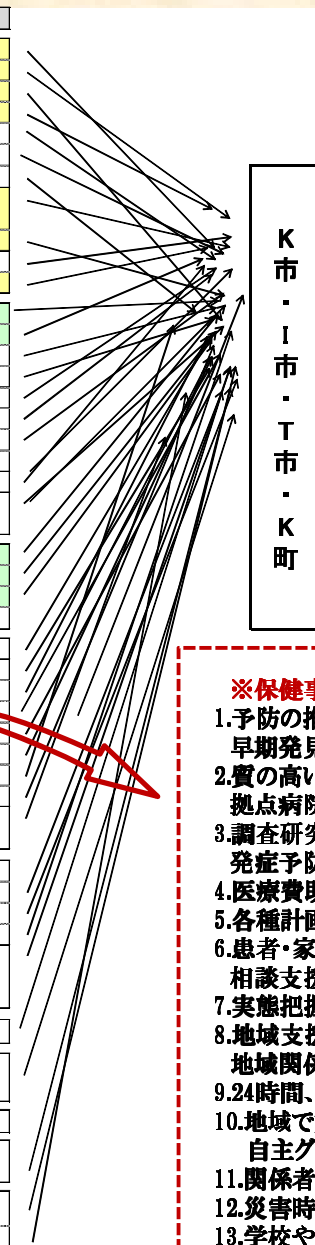 K市・I市・T市・K町
※保健事
1.予防の推
早期発見
2.質の高い
拠点病院
3.調査研究
発症予防
4.医療費助
5.各種計画
6.患者・家
相談支援
7.実態把握
8.地域支援
地域関係
9.24時間、
10.地域で
自主グ
11.関係者
12.災害時
13.学校や